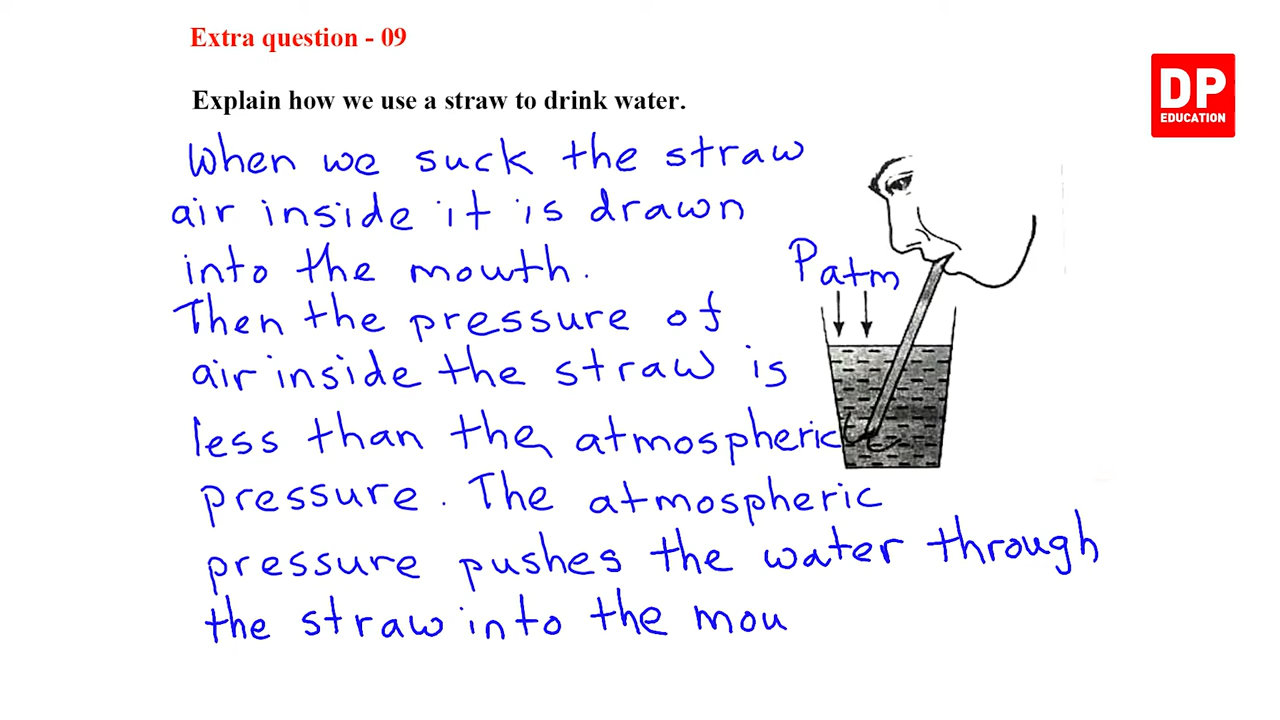 Extra question - 09
DP
EDUCATION
Explain how we use a straw to drink water.
When we suck the straw
air inside it is drawn
into the mouth.
Patm
Then the pressure of
air inside the straw is
less than the atmospheric
pressure. The atmospheric
pressure pushes the water through
the straw into the mou